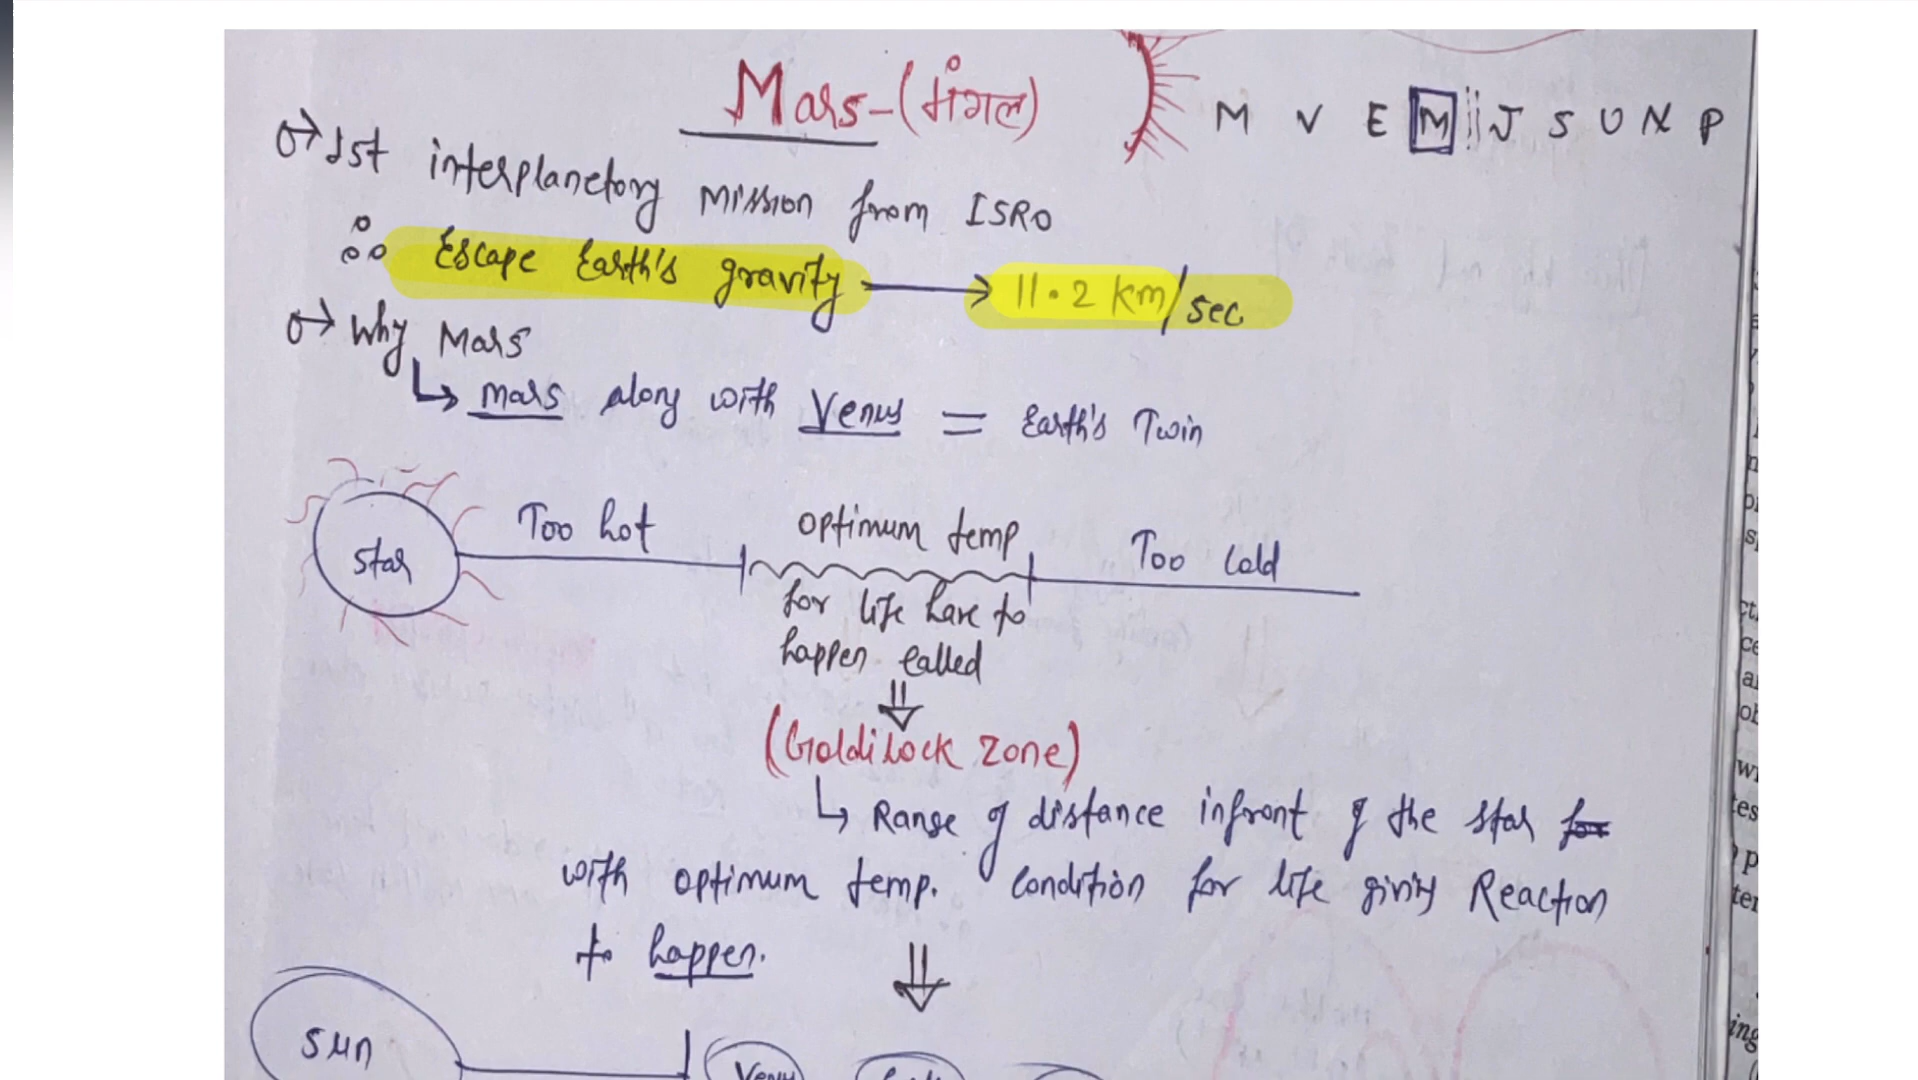 Mars-(मंगल)
M V E M J S U N P
1st interplanetory Mission from ISRO
∴ Escape Earth's gravity → 11.2 km/sec
Why Mars
↳ Mars along with Venus = Earth's Twin
Star
Too hot
optimum temp
Too Cold
for life have to
happen called
(Goldilock Zone)
↳ Range of distance infront of the star for
with optimum temp. condition for life giving Reaction
to happen.
Sun
Venus